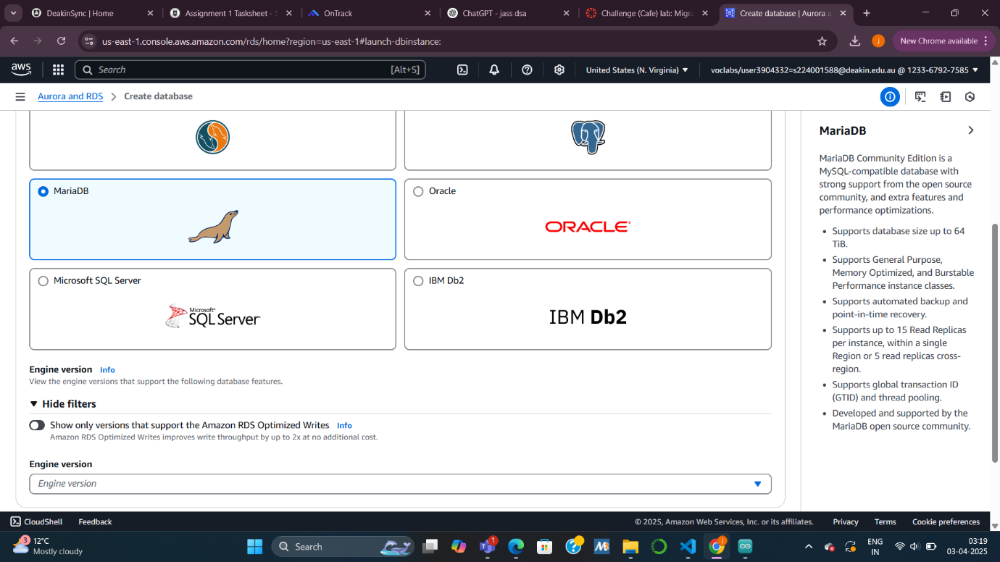 DeakinSync | Home
Assignment 1 Tasksheet - S
OnTrack
ChatGPT - jass dsa
Challenge (Cafe) lab: Migra
Create database | Aurora a
us-east-1.console.aws.amazon.com/rds/home?region=us-east-1#launch-dbinstance:
New Chrome available
aws
Search
[Alt+S]
United States (N. Virginia)
voclabs/user3904332=s224001588@deakin.edu.au @ 1233-6792-7585
Aurora and RDS
Create database
MariaDB
Oracle
ORACLE
Microsoft SQL Server
Microsoft
SQL Server
IBM Db2
IBM Db2
Engine version Info
View the engine versions that support the following database features.
Hide filters
Show only versions that support the Amazon RDS Optimized Writes Info
Amazon RDS Optimized Writes improves write throughput by up to 2x at no additional cost.
Engine version
Engine version
MariaDB
MariaDB Community Edition is a
MySQL-compatible database with
strong support from the open source
community, and extra features and
performance optimizations.
• Supports database size up to 64
TiB.
• Supports General Purpose,
Memory Optimized, and Burstable
Performance instance classes.
• Supports automated backup and
point-in-time recovery.
• Supports up to 15 Read Replicas
per instance, within a single
Region or 5 read replicas cross-
region.
• Supports global transaction ID
(GTID) and thread pooling.
• Developed and supported by the
MariaDB open source community.
CloudShell
Feedback
© 2025, Amazon Web Services, Inc. or its affiliates.
Privacy
Terms
Cookie preferences
3
12°C
Mostly cloudy
Search
1
ENG
IN
03:19
03-04-2025